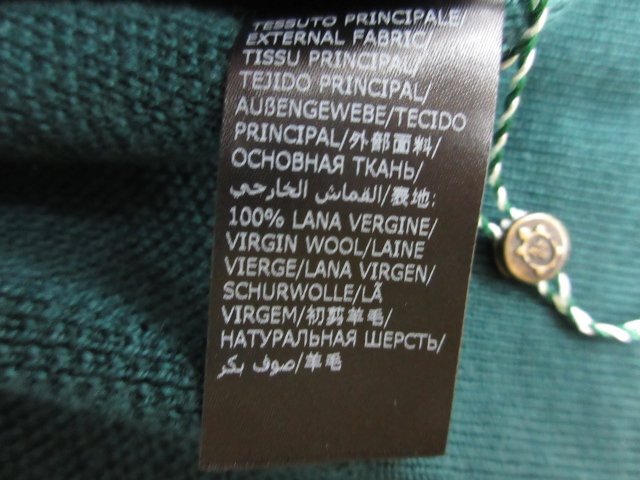 TESSUTO PRINCIPALE/
EXTERNAL FABRIC/
TISSU PRINCIPAL/
TEJIDO PRINCIPAL/
AUßENGEWEBE/TECIDO
PRINCIPAL/外部面料/
ОСНОВНАЯ ТКАНЬ/
القماش الخارجي/表地:
100% LANA VERGINE/
VIRGIN WOOL/LAINE
VIERGE/LANA VIRGEN/
SCHURWOLLE/LÃ
VIRGEM/初剪羊毛/
НАТУРАЛЬНАЯ ШЕРСТЬ/
صوف بكر/羊毛